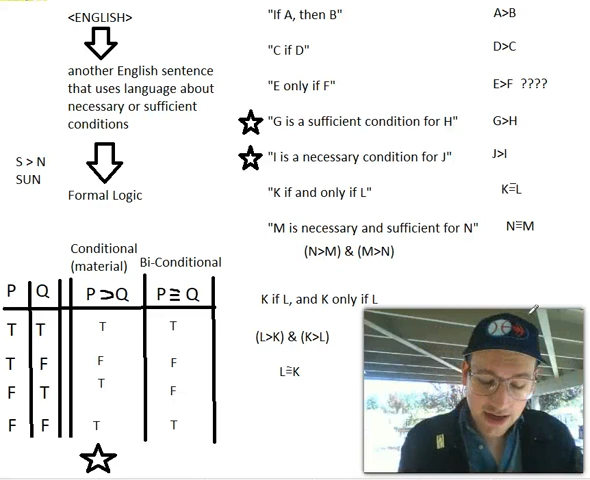 <ENGLISH>
another English sentence
that uses language about
necessary or sufficient
conditions
S > N
SUN
Formal Logic
"If A, then B" A>B
"C if D" D>C
"E only if F" E>F ????
"G is a sufficient condition for H" G>H
"I is a necessary condition for J" J>I
"K if and only if L" K≡L
"M is necessary and sufficient for N" N≡M
(N>M) & (M>N)
K if L, and K only if L
(L>K) & (K>L)
L≡K
Conditional
(material)
Bi-Conditional
P Q P⊃Q P≡Q
T T T T
T F F F
F T T F
F F T T